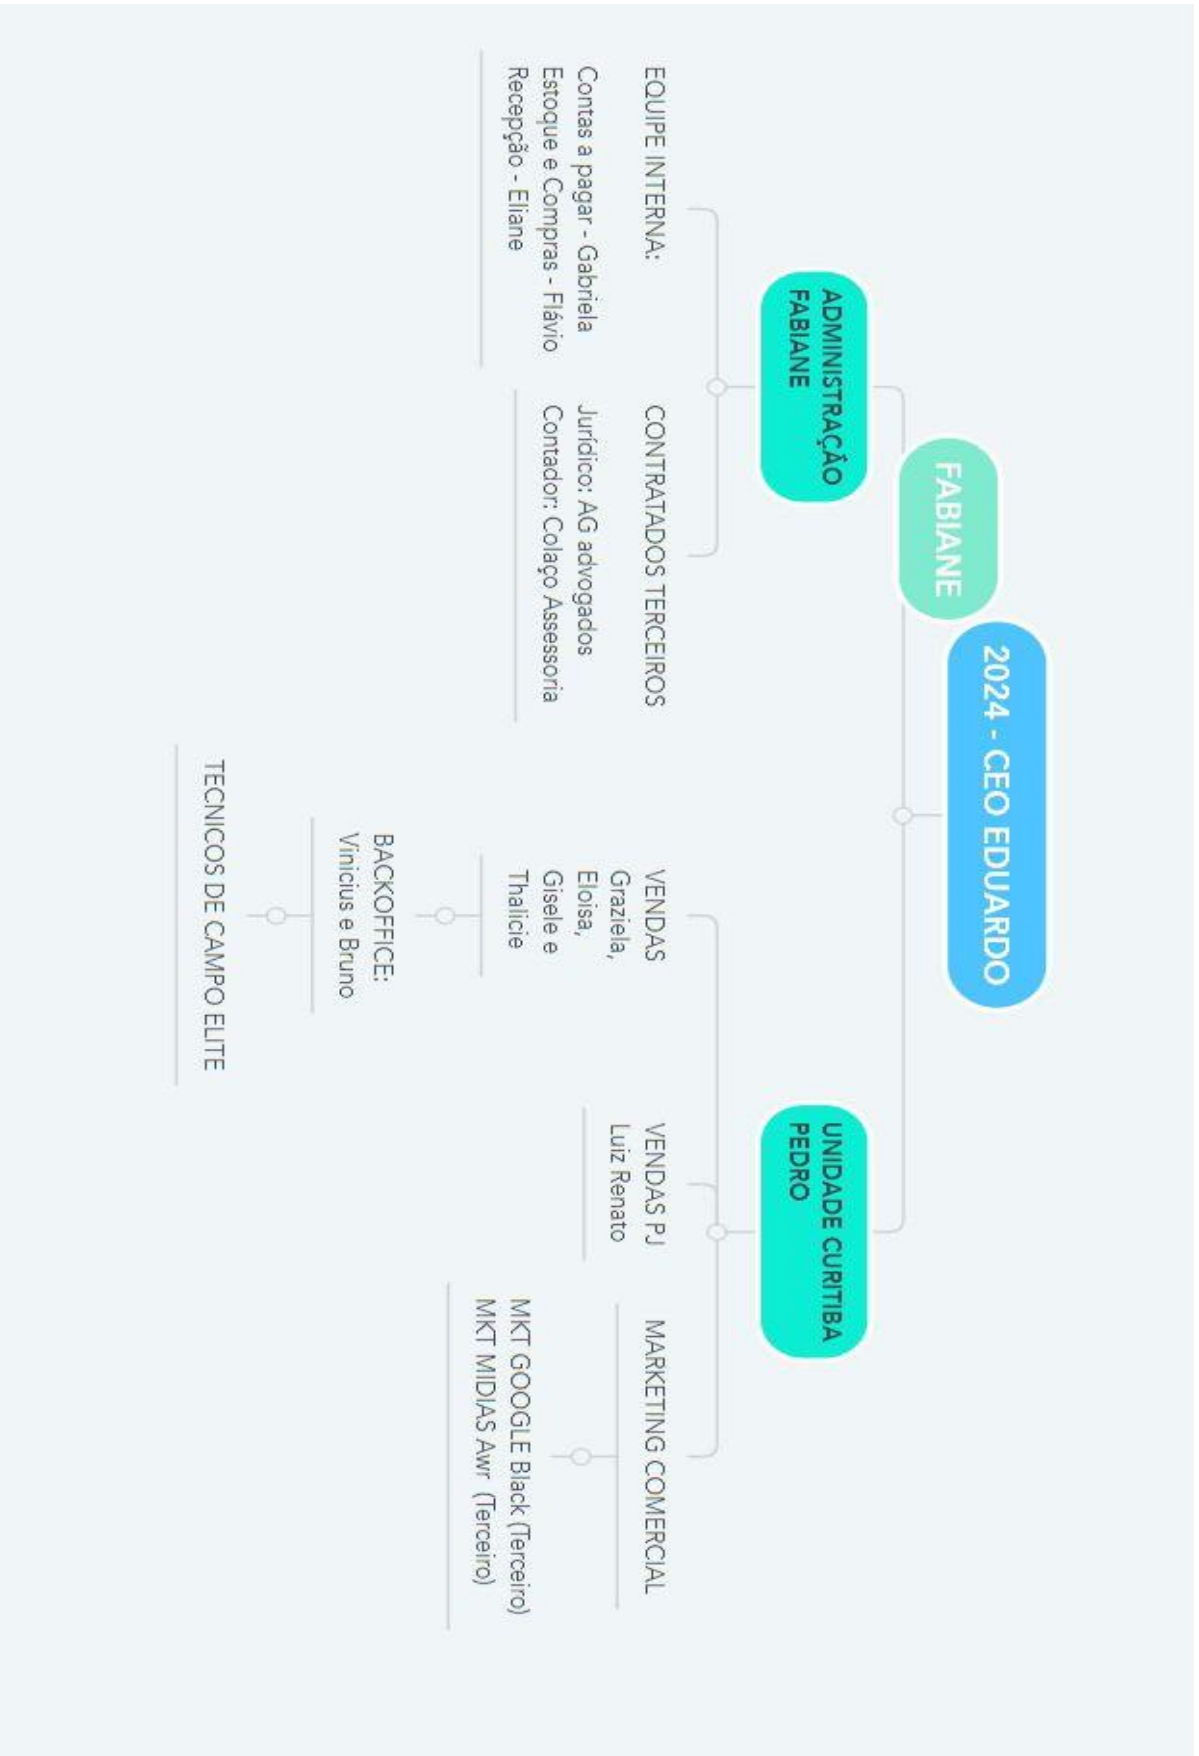 2024 - CEO EDUARDO
FABIANE
ADMINISTRAÇÃO
FABIANE
EQUIPE INTERNA:
Contas a pagar - Gabriela
Estoque e Compras - Flávio
Recepção - Eliane
CONTRATADOS TERCEIROS
Jurídico: AG advogados
Contador: Colaço Assessoria
UNIDADE CURITIBA
PEDRO
VENDAS
Graziela,
Eloisa,
Gisele e
Thalicie
BACKOFFICE:
Vinicius e Bruno
TECNICOS DE CAMPO ELITE
VENDAS PJ
Luiz Renato
MARKETING COMERCIAL
MKT GOOGLE Black (Terceiro)
MKT MIDIAS Awr (Terceiro)